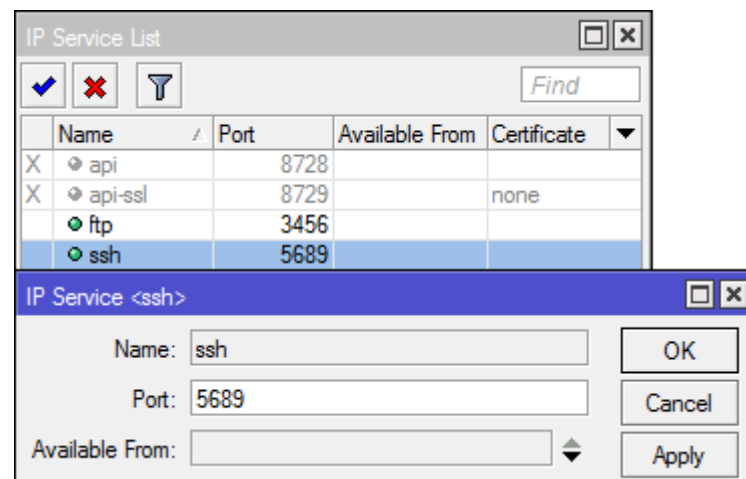 IP Service List
Find
Name Port Available From Certificate
X api 8728
X api-ssl 8729 none
ftp 3456
ssh 5689
IP Service <ssh>
Name: ssh OK
Port: 5689 Cancel
Available From: Apply